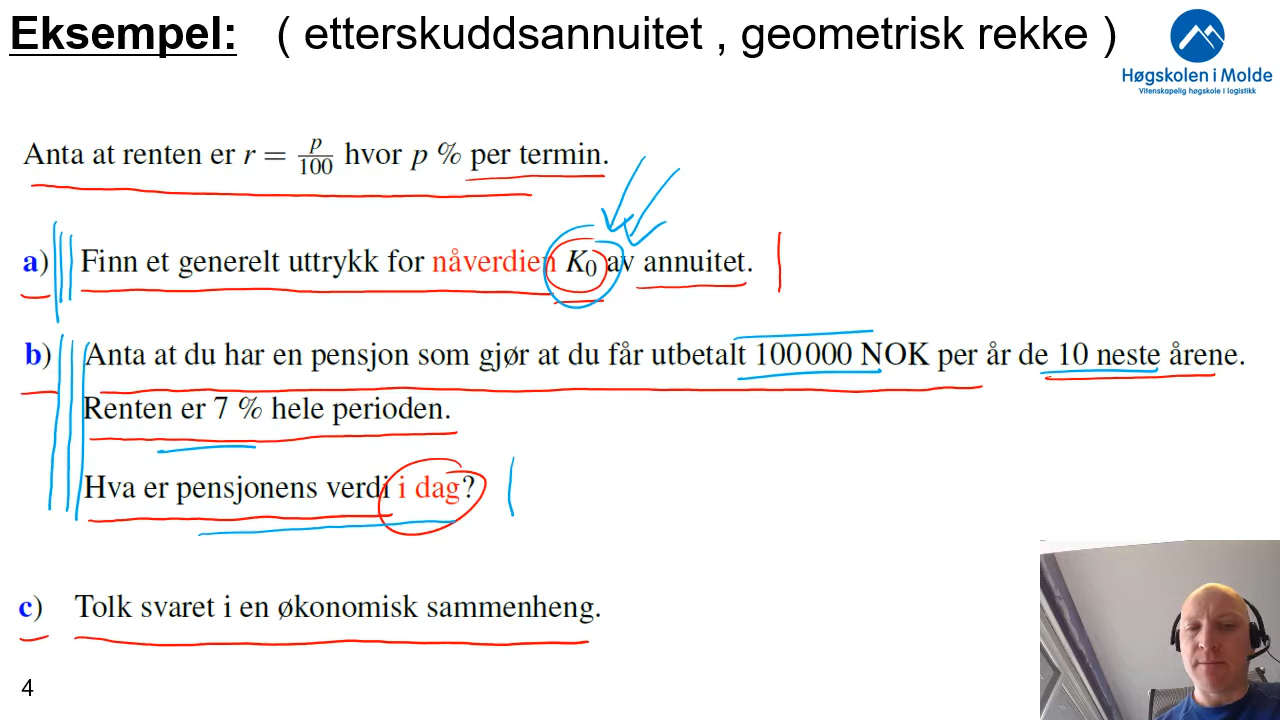 Eksempel: ( etterskuddsannuitet , geometrisk rekke )
Høgskolen i Molde
Vitenskapelig høgskole i logistikk
Anta at renten er r = p/100 hvor p % per termin.
a) Finn et generelt uttrykk for nåverdien K₀ av annuitet.
b) Anta at du har en pensjon som gjør at du får utbetalt 100 000 NOK per år de 10 neste årene.
Renten er 7 % hele perioden.
Hva er pensjonens verdi i dag?
c) Tolk svaret i en økonomisk sammenheng.
4